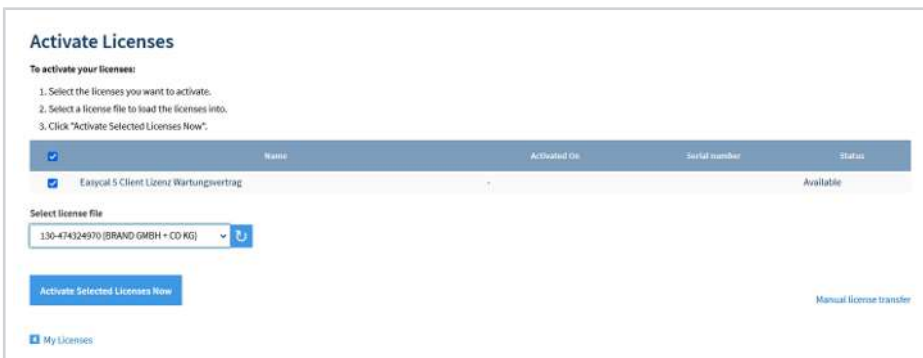 Activate Licenses
To activate your licenses:
1. Select the licenses you want to activate.
2. Select a license file to load the licenses into.
3. Click "Activate Selected Licenses Now".
Name Activated On Serial number Status
Easycal 5 Client Lizenz Wartungsvertrag - Available
Select license file
130-474324970 (BRAND GMBH + CO KG)
Activate Selected Licenses Now
Manual license transfer
My Licenses